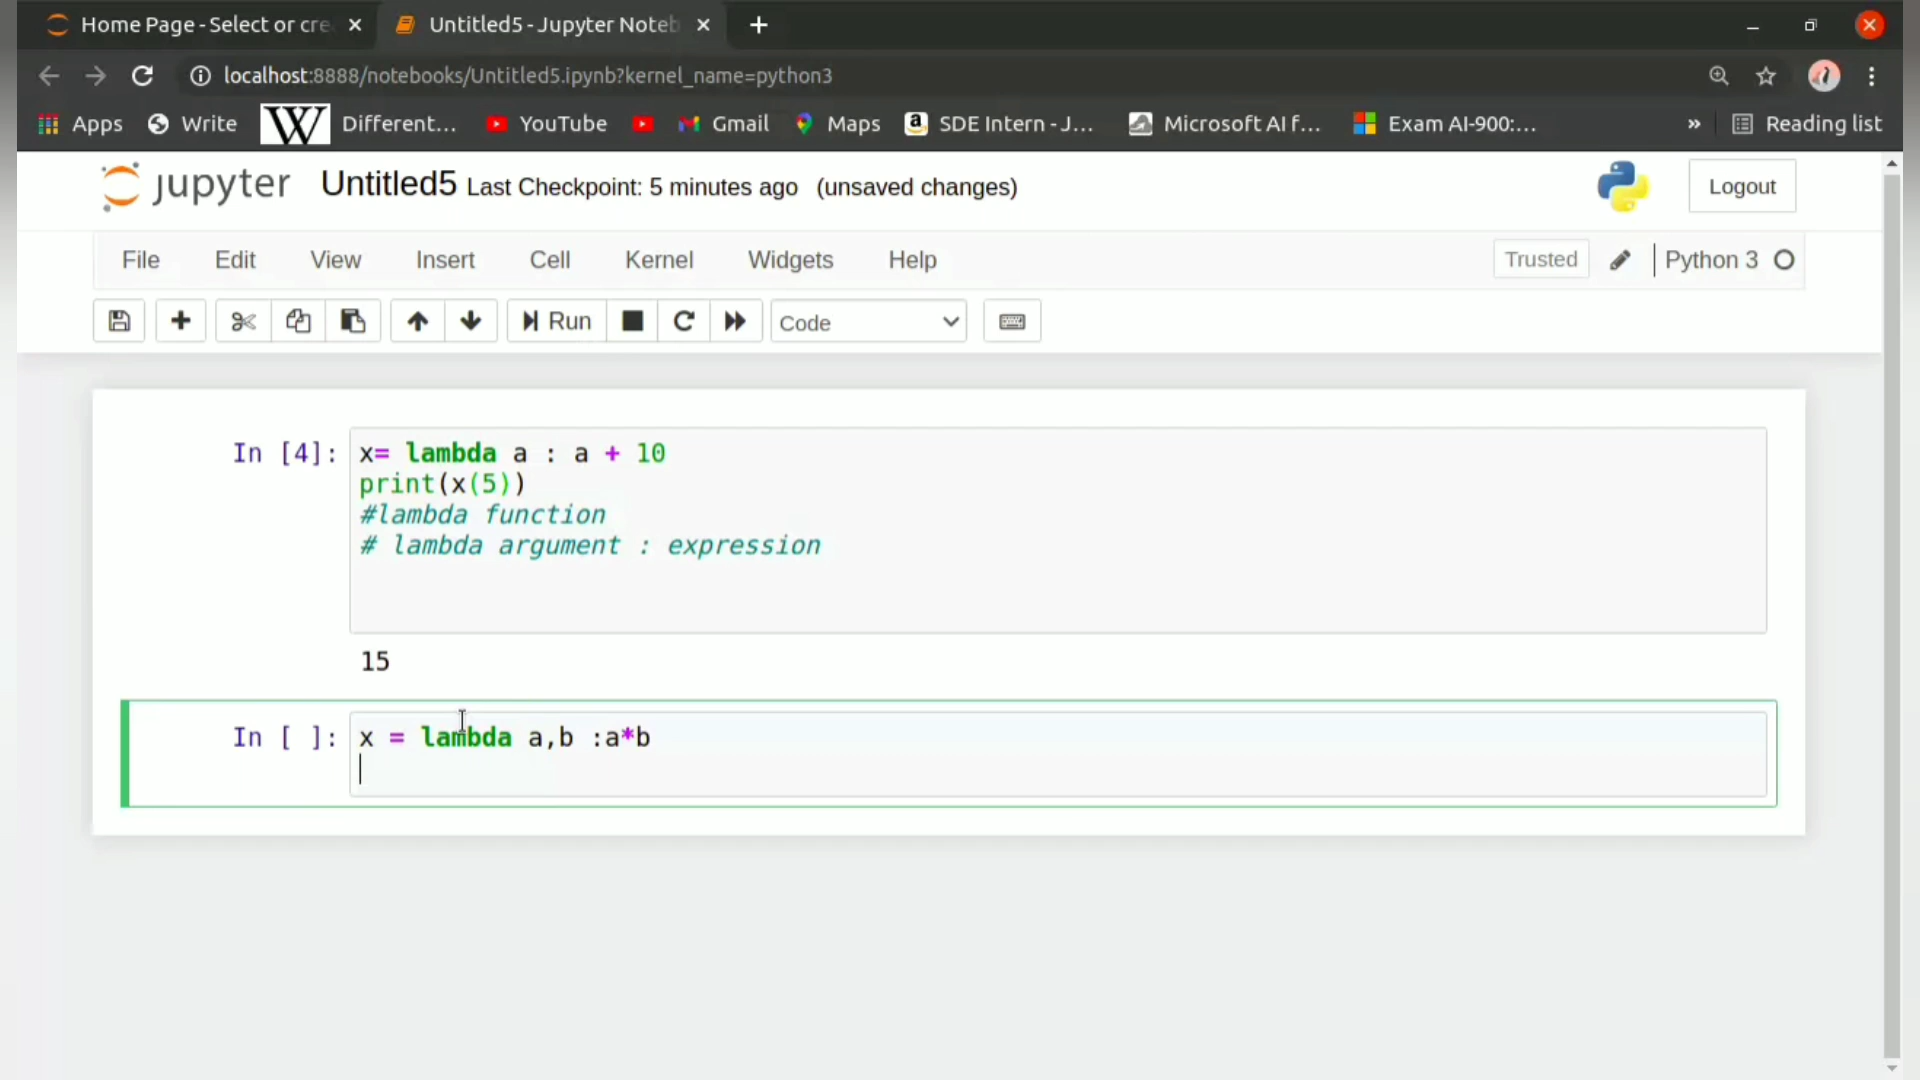 Home Page - Select or cre
Untitled5 - Jupyter Noteb
localhost:8888/notebooks/Untitled5.ipynb?kernel_name=python3
Apps
Write
W
Different...
YouTube
Gmail
Maps
a
SDE Intern - J...
Microsoft AI f...
Exam AI-900:...
»
Reading list
jupyter Untitled5 Last Checkpoint: 5 minutes ago (unsaved changes)
Logout
File Edit View Insert Cell Kernel Widgets Help
Trusted
Python 3
Run
Code
In [4]: x= lambda a : a + 10
print(x(5))
#lambda function
# lambda argument : expression
15
In [ ]: x = lambda a,b :a*b